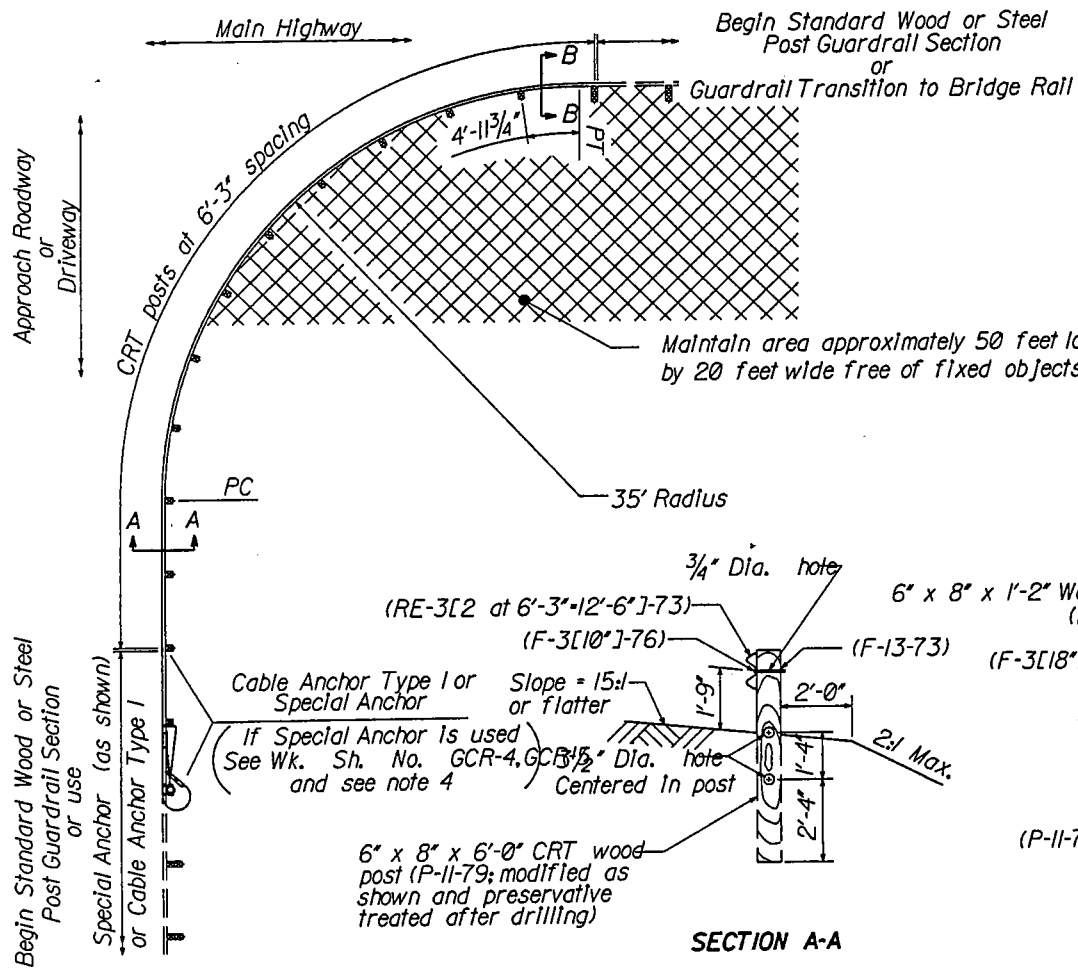 Main Highway
Begin Standard Wood or Steel
Post Guardrail Section
or
Guardrail Transition to Bridge Rail
B
B
4'-11 3/4"
PT
CRT posts at 6'-3" spacing
Approach Roadway
or
Driveway
Maintain area approximately 50 feet lo
by 20 feet wide free of fixed objects
35' Radius
PC
A A
3/4" Dia. hole
(RE-3[2 at 6'-3"=12'-6"]-73)
6" x 8" x 1'-2" W
(F-3[10"]-76)
(F-13-73)
(F-3[18"
Cable Anchor Type I or
Special Anchor
(If Special Anchor is used
See Wk. Sh. No. GCR-4,
and see note 4)
Slope = 15:1
or flatter
1'-9"
2'-0"
2:1 Max.
1'-4"
2'-4"
1/2" Dia. hole
Centered in post
6" x 8" x 6'-0" CRT wood
post (P-11-79; modified as
shown and preservative
treated after drilling)
(P-11-7
Begin Standard Wood or Steel
Post Guardrail Section
or use
Special Anchor (as shown)
or Cable Anchor Type I
SECTION A-A